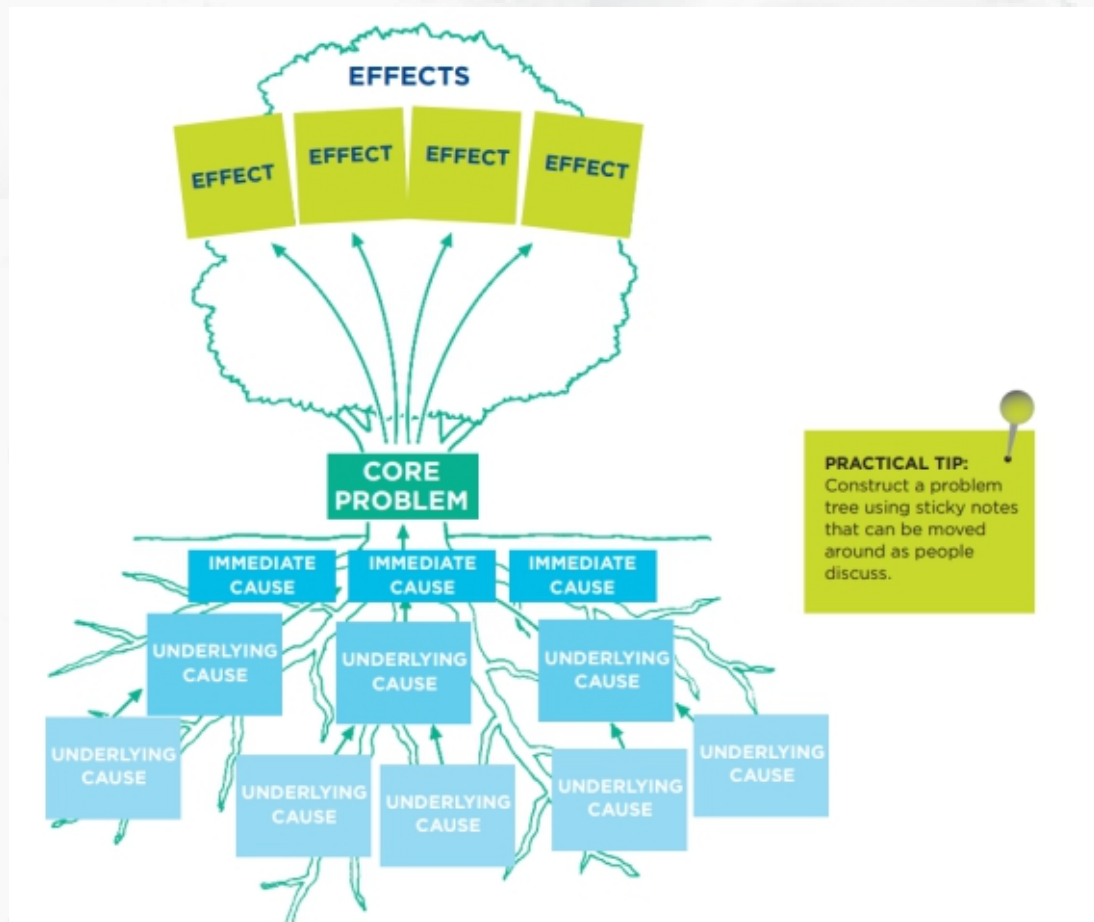 EFFECTS
EFFECT
EFFECT
EFFECT
EFFECT
CORE
PROBLEM
IMMEDIATE
CAUSE
IMMEDIATE
CAUSE
IMMEDIATE
CAUSE
UNDERLYING
CAUSE
UNDERLYING
CAUSE
UNDERLYING
CAUSE
UNDERLYING
CAUSE
UNDERLYING
CAUSE
UNDERLYING
CAUSE
UNDERLYING
CAUSE
UNDERLYING
CAUSE
PRACTICAL TIP:
Construct a problem
tree using sticky notes
that can be moved
around as people
discuss.